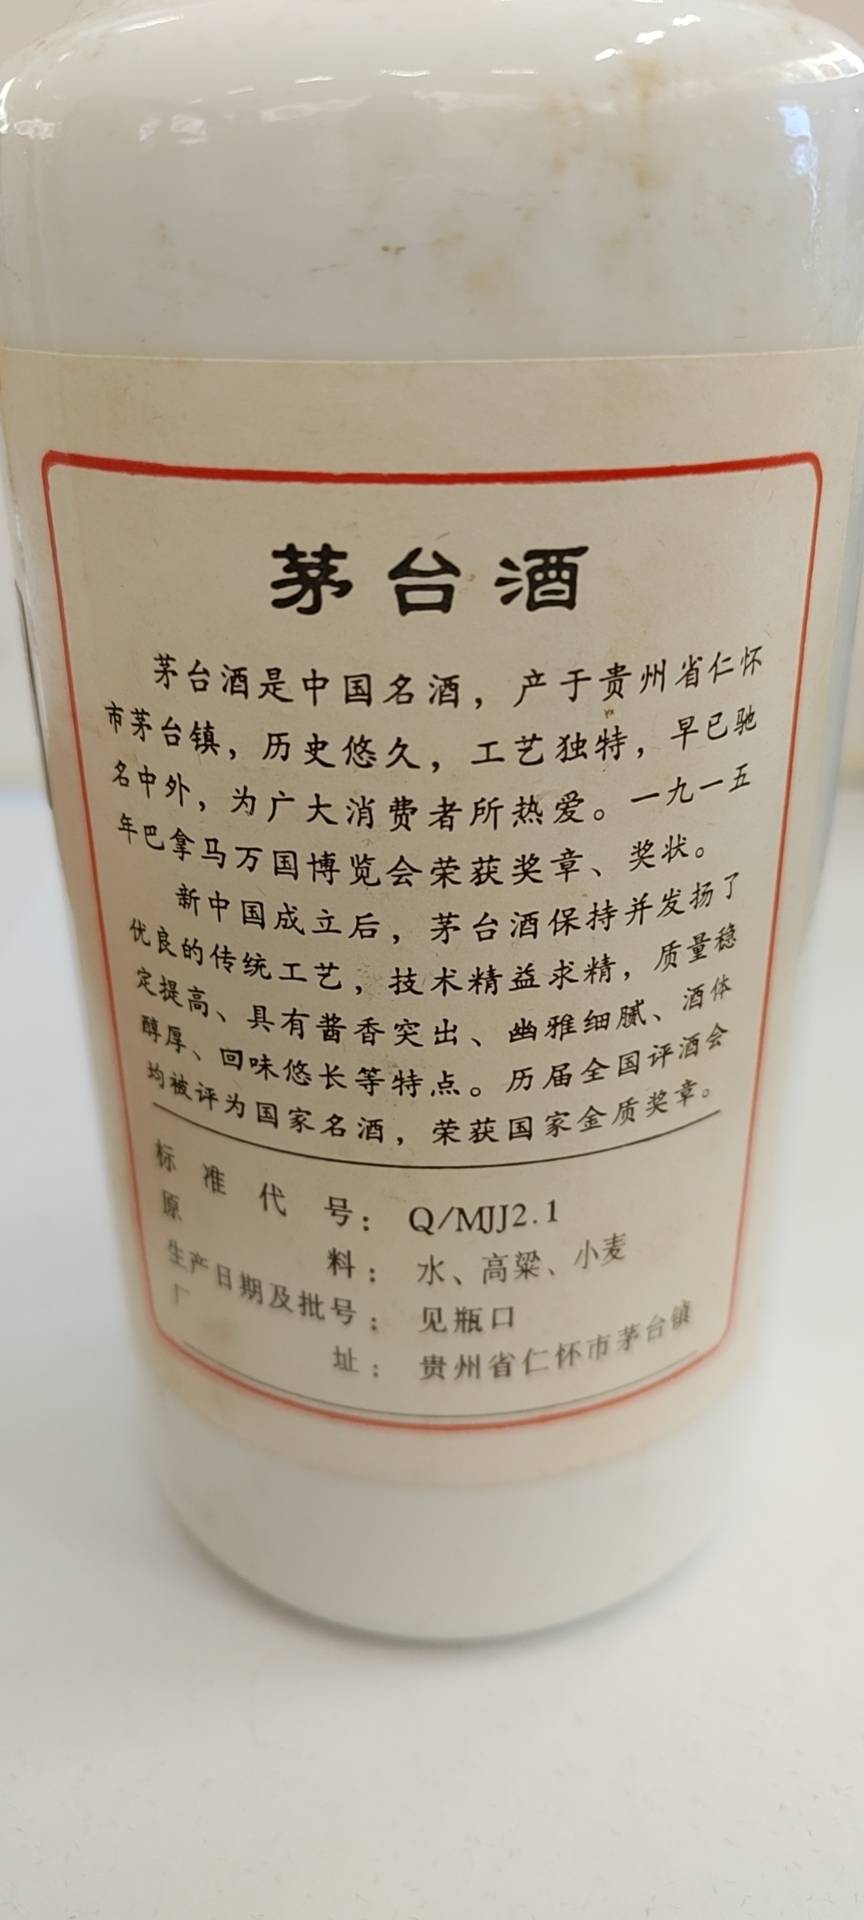 茅台酒
茅台酒是中国名酒，产于贵州省仁怀
市茅台镇，历史悠久，工艺独特，早已驰
名中外，为广大消费者所热爱。一九一五
年巴拿马万国博览会荣获奖章、奖状。
新中国成立后，茅台酒保持并发扬了
优良的传统工艺，技术精益求精，质量稳
定提高、具有酱香突出、幽雅细腻、酒体
醇厚、回味悠长等特点。历届全国评酒会
均被评为国家名酒，荣获国家金质奖章。
标准代号：Q/MJJ2.1
原料：水、高粱、小麦
生产日期及批号：见瓶口
厂址：贵州省仁怀市茅台镇